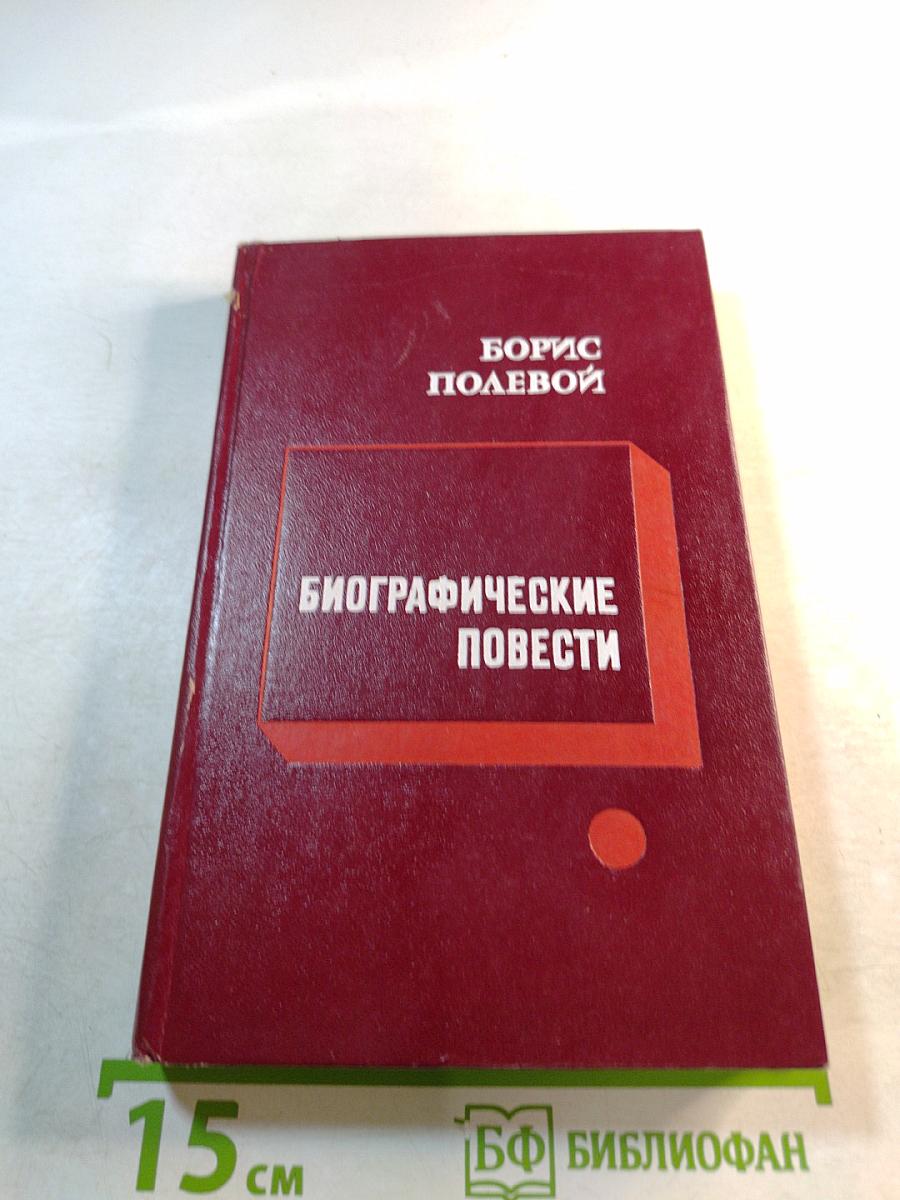 БОРИС
ПОЛЕВОЙ
БИОГРАФИЧЕСКИЕ
ПОВЕСТИ
15 см
БФ БИБЛИОФАН